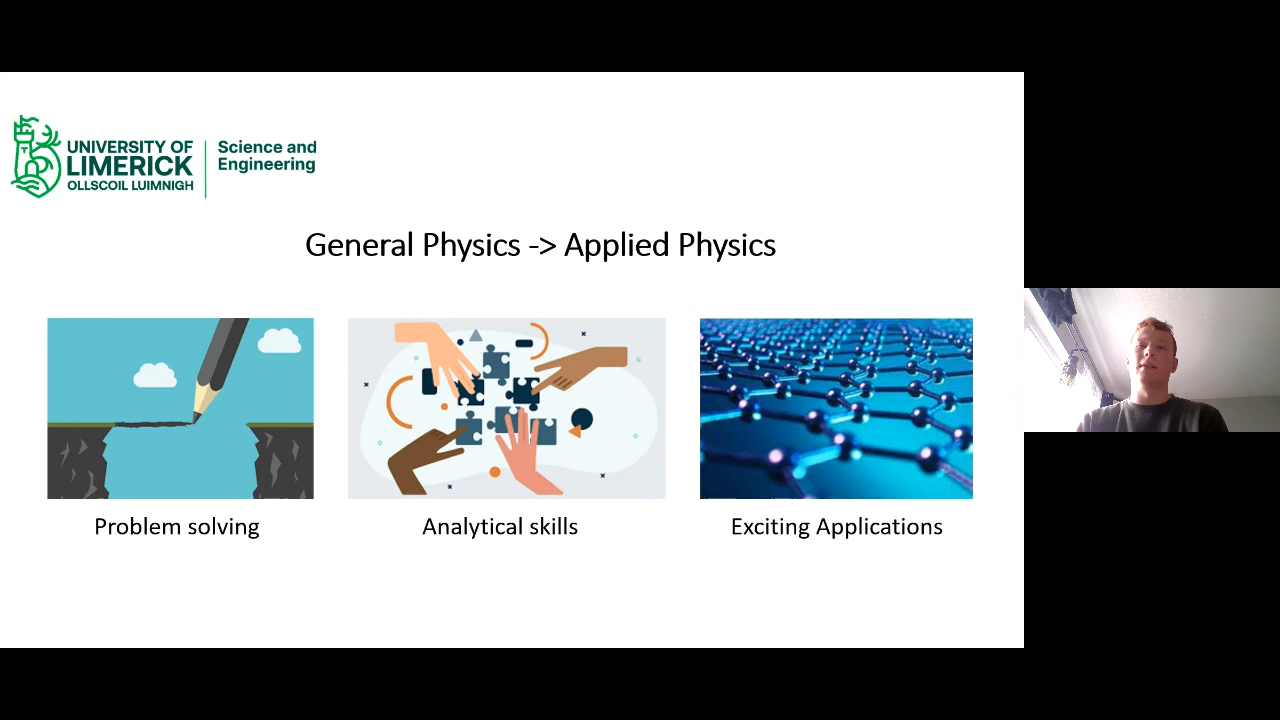 UNIVERSITY OF
LIMERICK
OLLSCOIL LUIMNIGH
Science and
Engineering
General Physics -> Applied Physics
Problem solving
Analytical skills
Exciting Applications